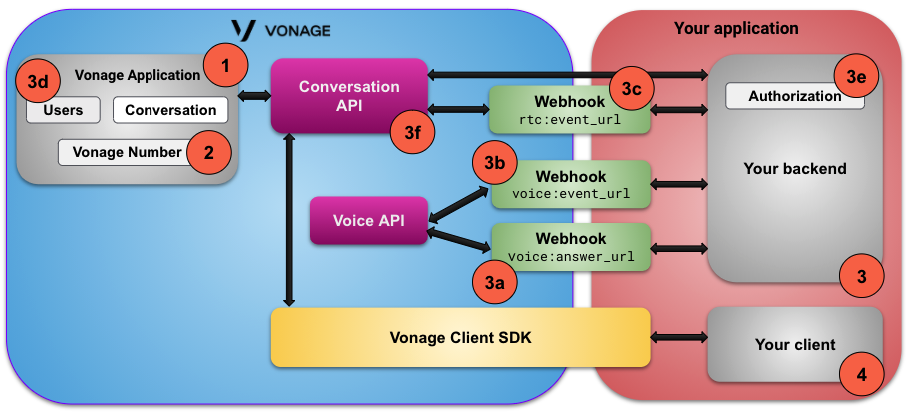 VONAGE
Your application
1
3d
Vonage Application
Users
Conversation
Vonage Number
2
Conversation
API
3f
3c
Webhook
rtc:event_url
3e
Authorization
Your backend
3b
Webhook
voice:event_url
Voice API
Webhook
voice:answer_url
3a
3
Vonage Client SDK
Your client
4